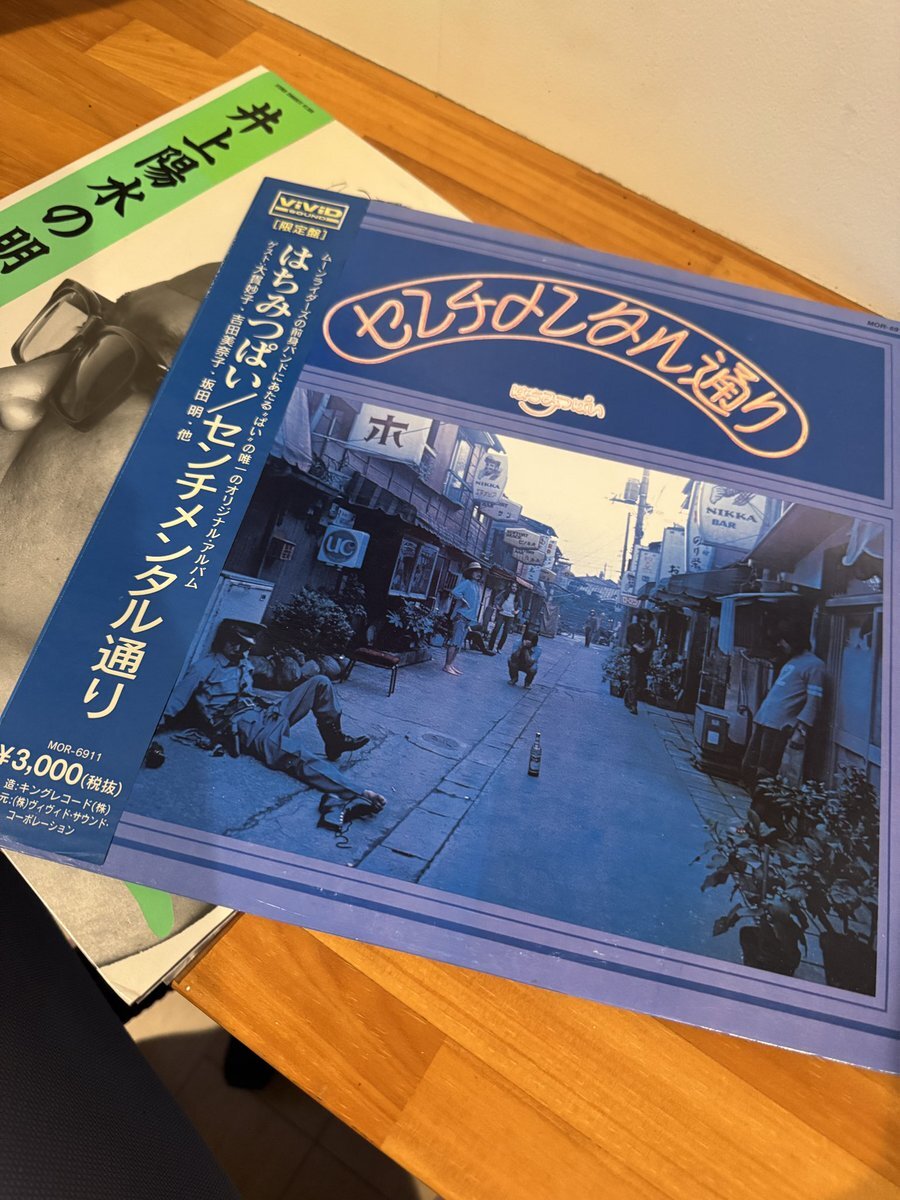 井上陽水の明
ViViD
SOUND
[限定盤]
ムーンライダーズの前身バンドにあたる“ぱい”の唯一のオリジナル・アルバム
ゲスト・大貫妙子、吉田美奈子、坂田 明、他
はちみつぱい/センチメンタル通り
MOR-6911
¥3,000(税抜)
造:キングレコード(株)
元:(株)ヴィヴィド・サウンド・
コーポレーション
MOR-69
センチメンタル通り
はちみつぱい
ホ
NIKKA
UC
NIKKA
BAR